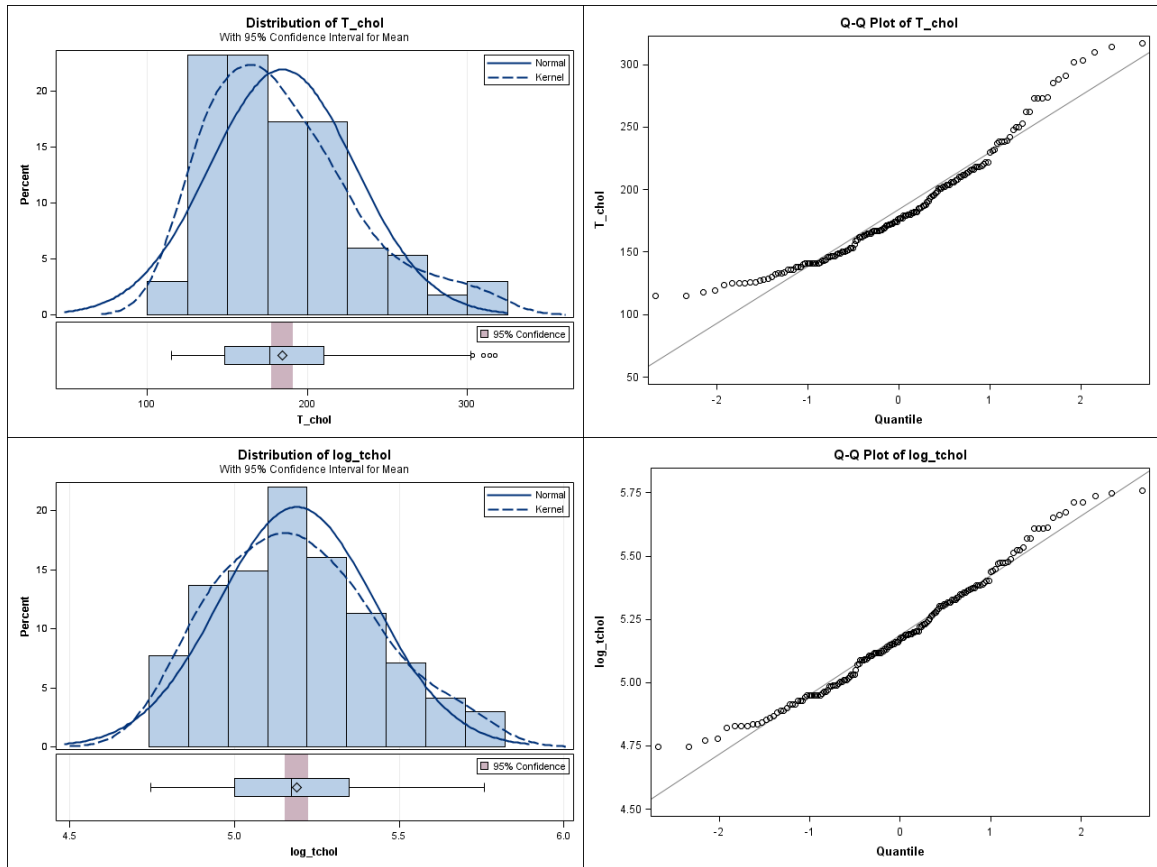 Distribution of T_chol
With 95% Confidence Interval for Mean
Normal
Kernel
20
15
10
5
0
Percent
95% Confidence
100
200
300
T_chol
Q-Q Plot of T_chol
300
250
200
150
100
50
T_chol
-2
-1
0
1
2
Quantile
Distribution of log_tchol
With 95% Confidence Interval for Mean
Normal
Kernel
20
15
10
5
0
Percent
95% Confidence
4.5
5.0
5.5
6.0
log_tchol
Q-Q Plot of log_tchol
5.75
5.50
5.25
5.00
4.75
4.50
log_tchol
-2
-1
0
1
2
Quantile